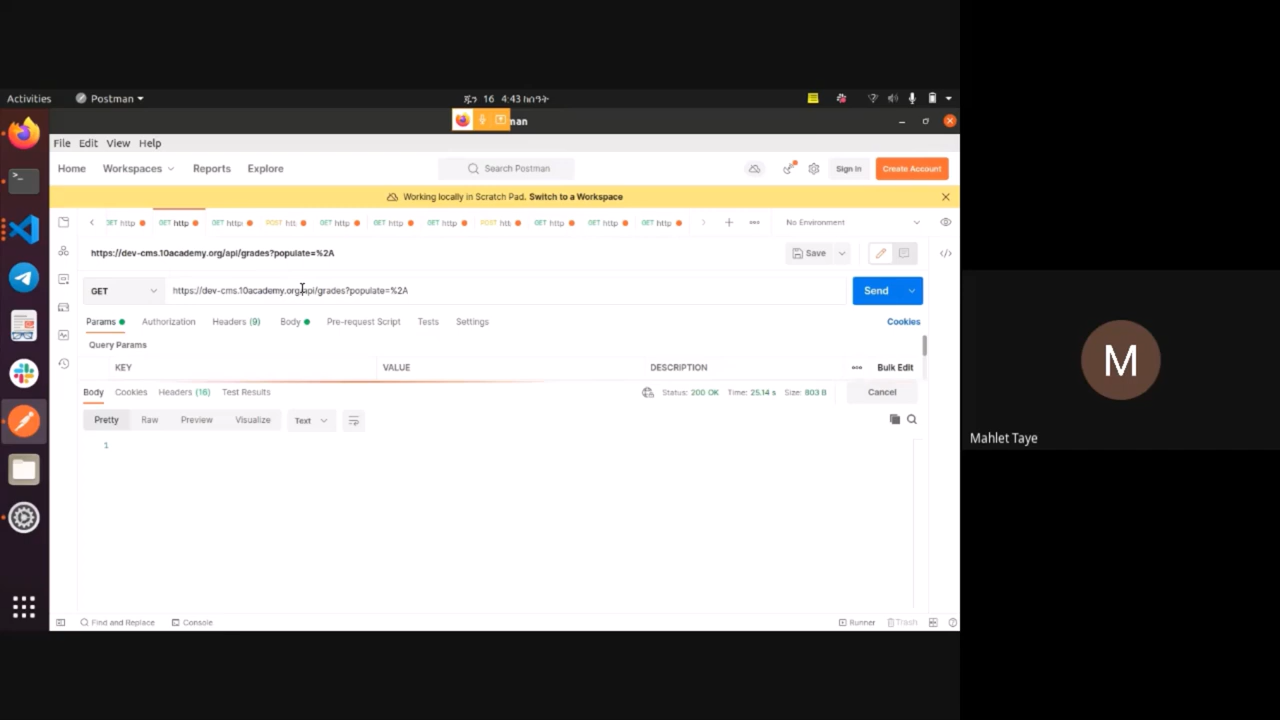 Activities Postman 16 4:43
man
File Edit View Help
Home Workspaces Reports Explore Search Postman Sign In Create Account
Working locally in Scratch Pad. Switch to a Workspace
GET http GET http GET http POST htt GET http GET http GET http POST htt GET http GET http GET http No Environment
https://dev-cms.10academy.org/api/grades?populate=%2A Save
GET https://dev-cms.10academy.org/api/grades?populate=%2A Send
Params Authorization Headers (9) Body Pre-request Script Tests Settings Cookies
Query Params
KEY VALUE DESCRIPTION Bulk Edit
Body Cookies Headers (16) Test Results Status: 200 OK Time: 25.14 s Size: 803 B Cancel
Pretty Raw Preview Visualize Text
1
M
Mahlet Taye
Find and Replace Console Runner Trash